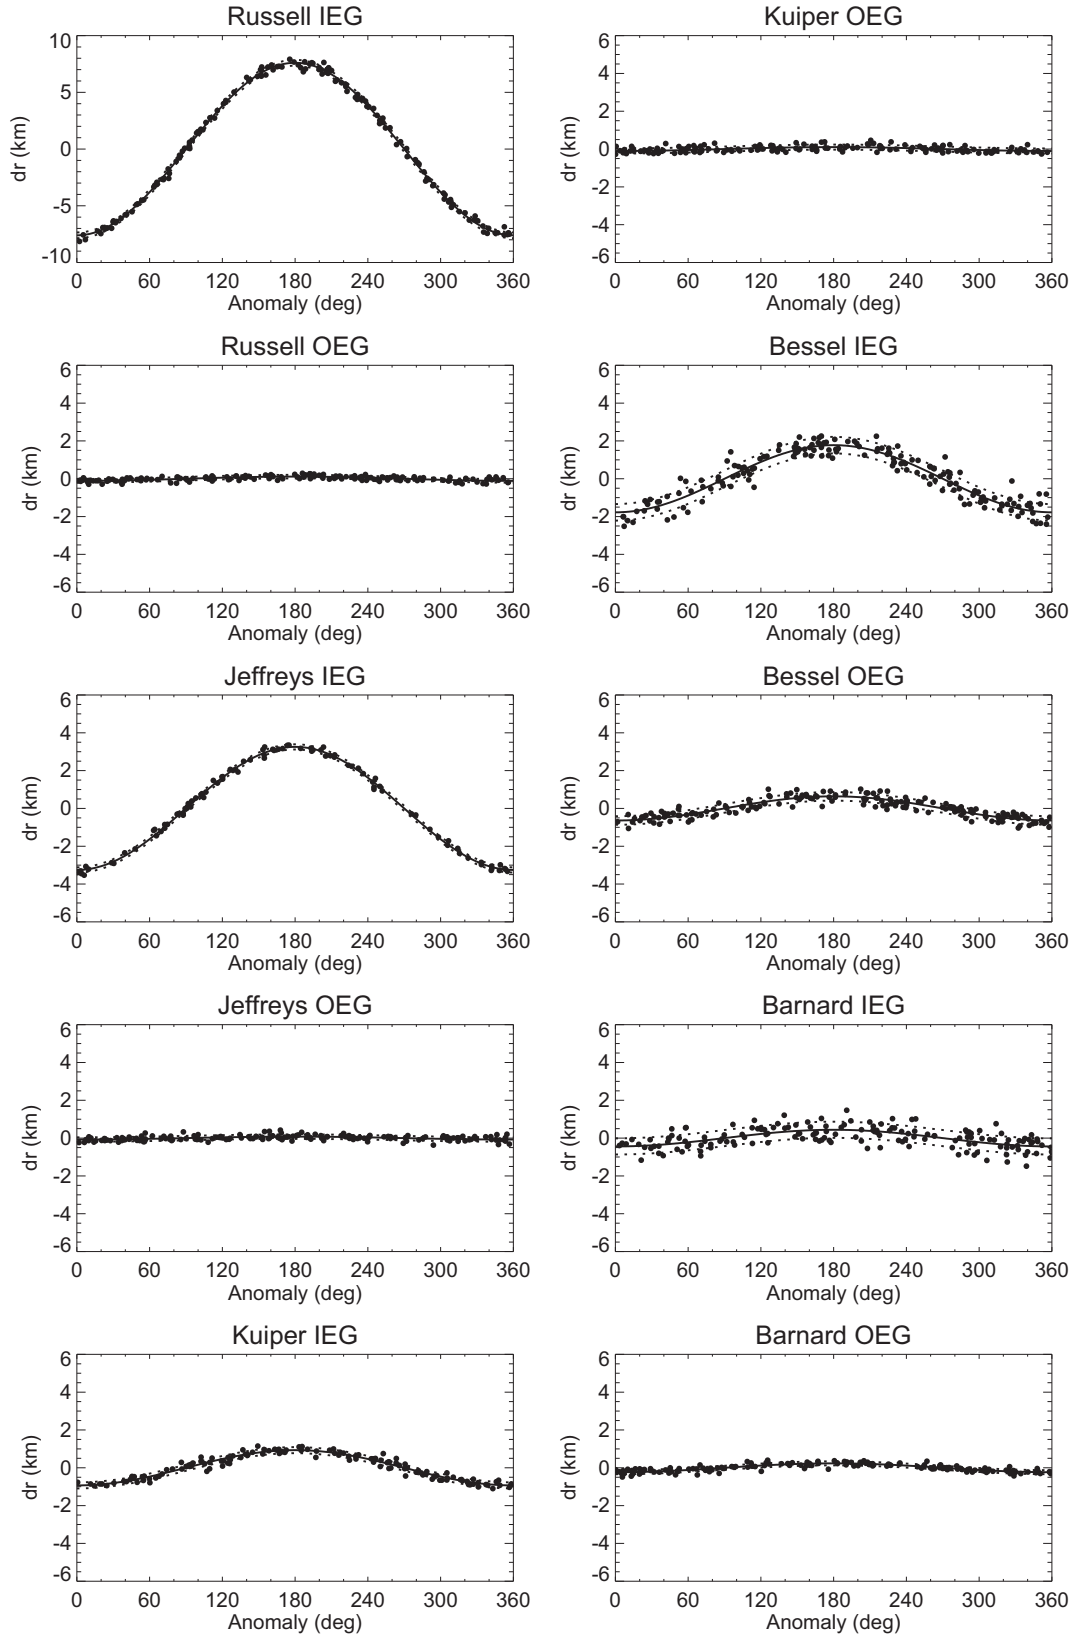 Russell IEG
10
5
0
-5
-10
dr (km)
0 60 120 180 240 300 360
Anomaly (deg)
Kuiper OEG
6
4
2
0
-2
-4
-6
dr (km)
0 60 120 180 240 300 360
Anomaly (deg)
Russell OEG
6
4
2
0
-2
-4
-6
dr (km)
0 60 120 180 240 300 360
Anomaly (deg)
Bessel IEG
6
4
2
0
-2
-4
-6
dr (km)
0 60 120 180 240 300 360
Anomaly (deg)
Jeffreys IEG
6
4
2
0
-2
-4
-6
dr (km)
0 60 120 180 240 300 360
Anomaly (deg)
Bessel OEG
6
4
2
0
-2
-4
-6
dr (km)
0 60 120 180 240 300 360
Anomaly (deg)
Jeffreys OEG
6
4
2
0
-2
-4
-6
dr (km)
0 60 120 180 240 300 360
Anomaly (deg)
Barnard IEG
6
4
2
0
-2
-4
-6
dr (km)
0 60 120 180 240 300 360
Anomaly (deg)
Kuiper IEG
6
4
2
0
-2
-4
-6
dr (km)
0 60 120 180 240 300 360
Anomaly (deg)
Barnard OEG
6
4
2
0
-2
-4
-6
dr (km)
0 60 120 180 240 300 360
Anomaly (deg)